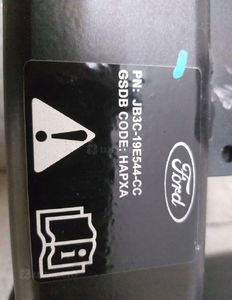 PN: JB3C-19E544-CC
GSDB CODE: HAPXA
Ford